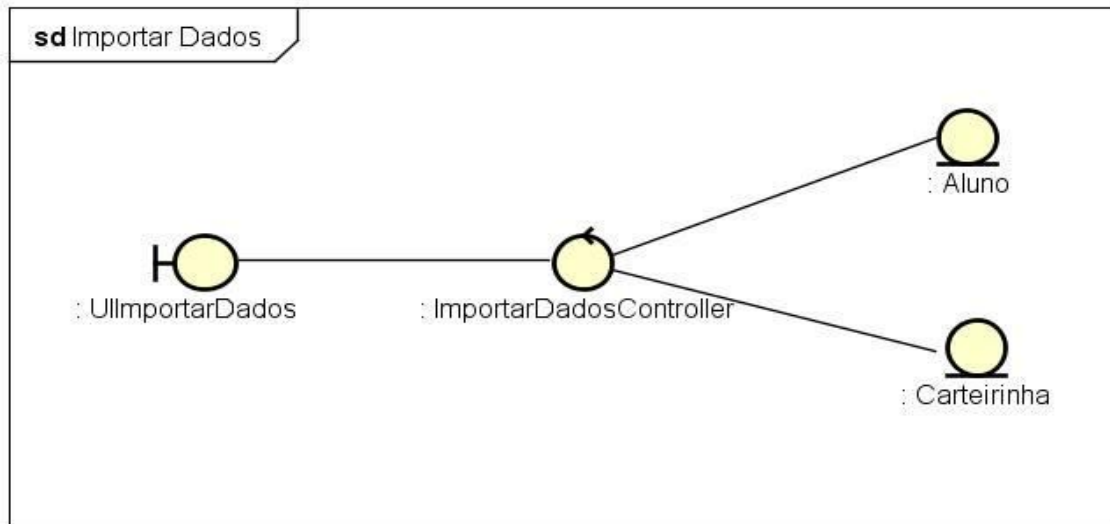 sd Importar Dados
: Aluno
: UIImportarDados
: ImportarDadosController
: Carteirinha